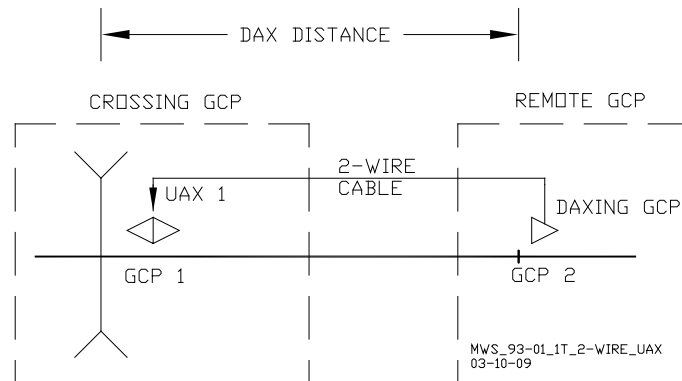 DAX DISTANCE
CROSSING GCP
REMOTE GCP
2-WIRE
CABLE
UAX 1
DAXING GCP
GCP 1
GCP 2
MWS_93-01_1T_2-WIRE_UAX
03-10-09